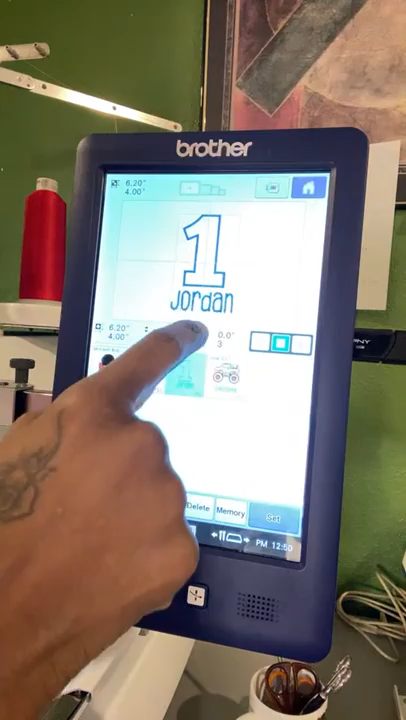 brother
6.20"
4.00"
1
Jordan
6.20"
4.00"
0.0°
3
Delete
Memory
Set
PM 12:50